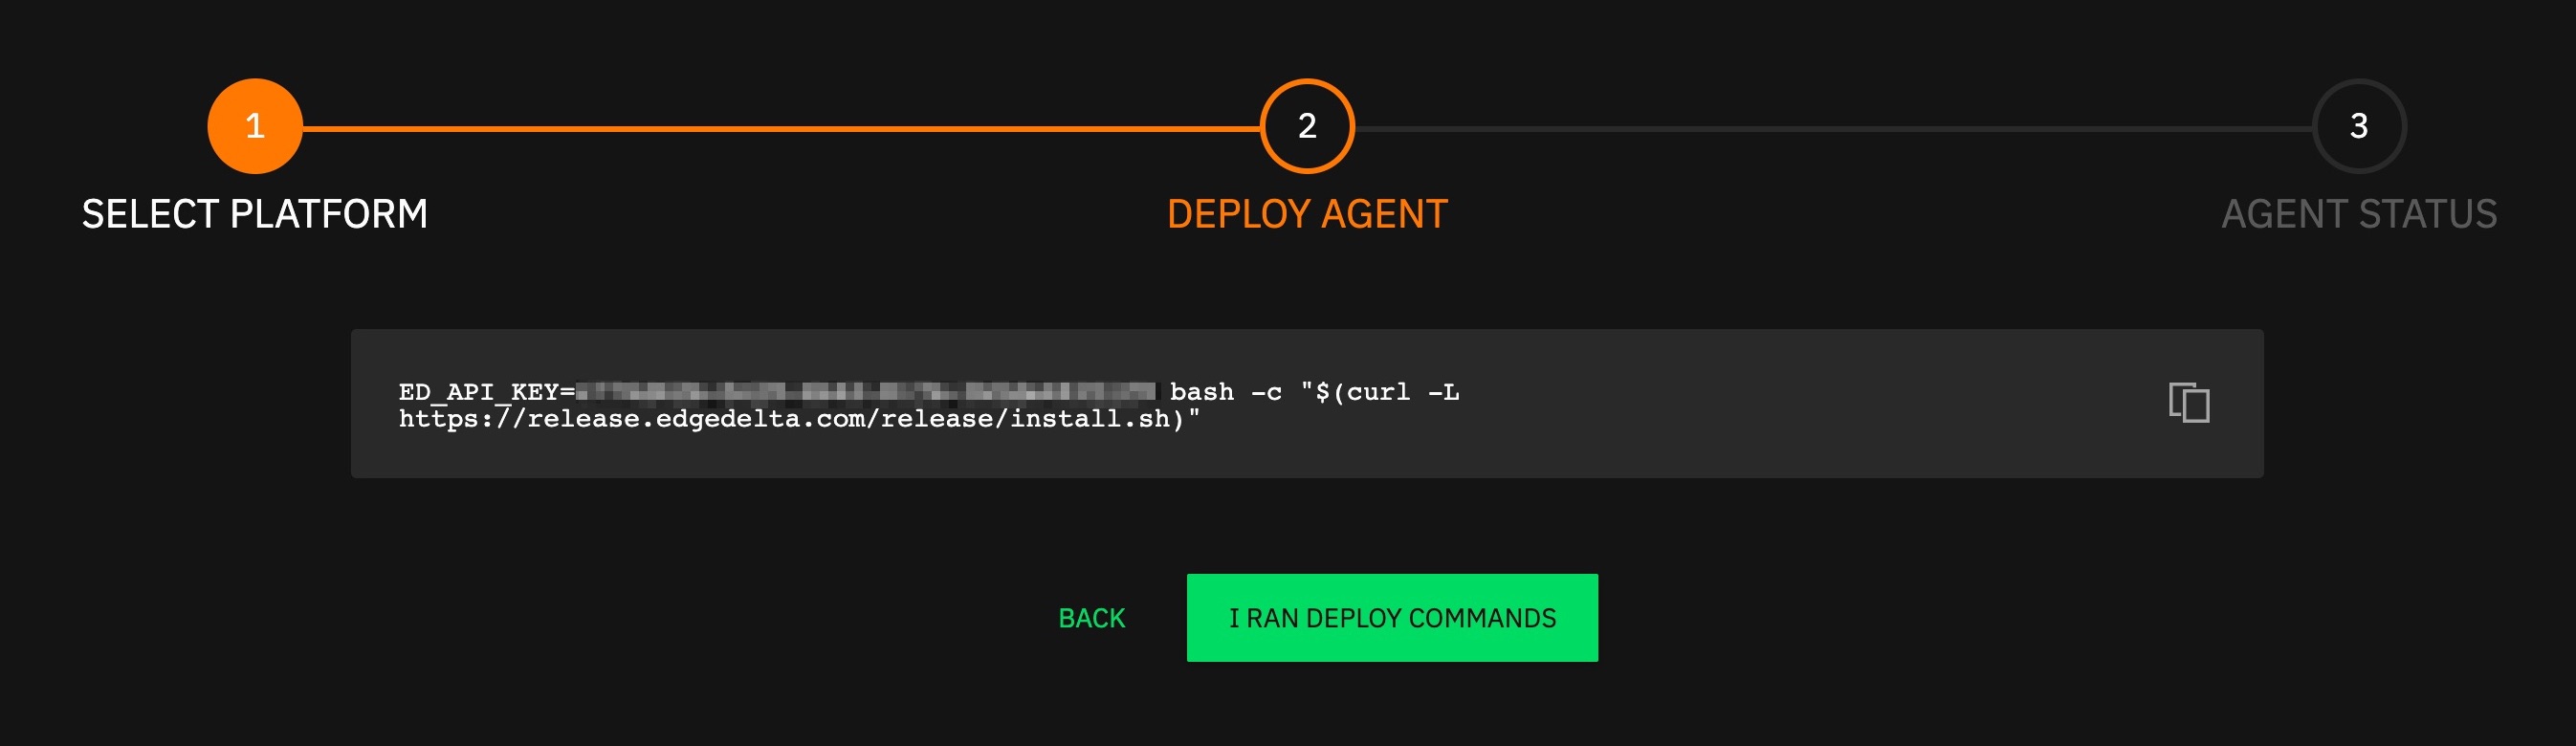 1
2
3
SELECT PLATFORM
DEPLOY AGENT
AGENT STATUS
ED_API_KEY= bash -c "$(curl -L
https://release.edgedelta.com/release/install.sh)"
BACK
I RAN DEPLOY COMMANDS